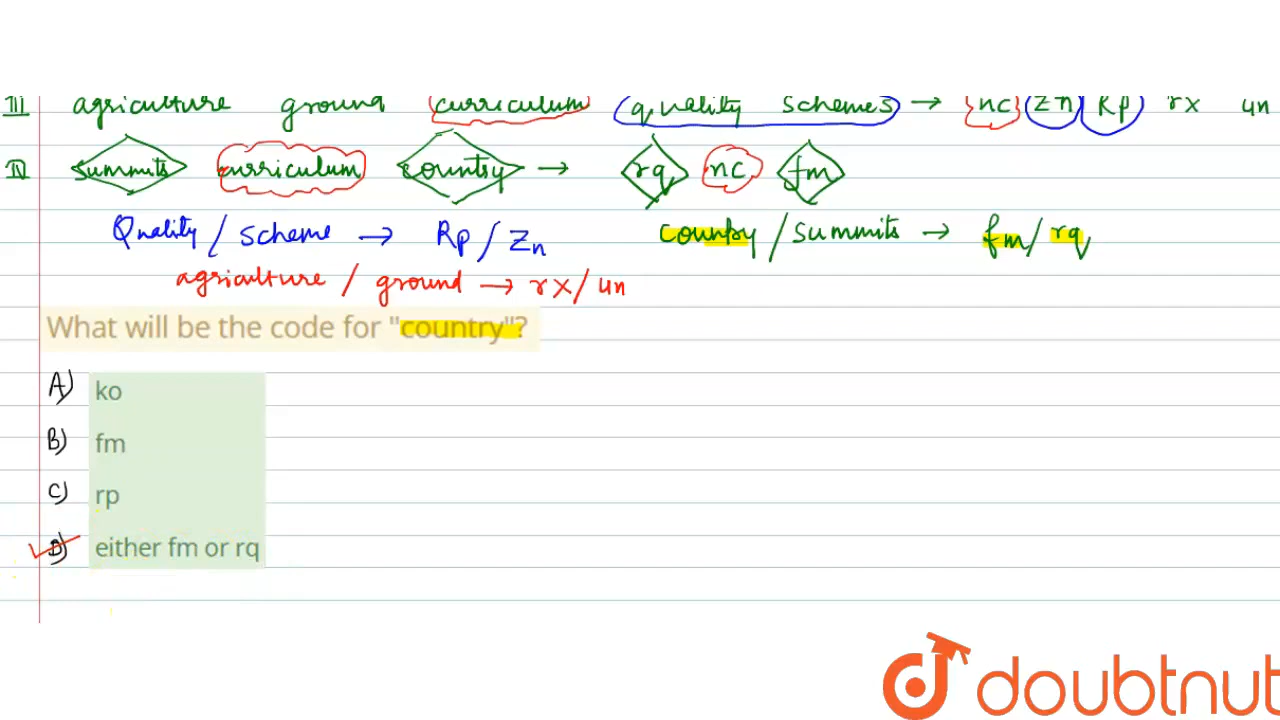 III agriculture ground curriculum quality schemes → nc Zn Rp rx un
IV summits curriculum country → rq nc fm
Quality / scheme → Rp / Zn country / summits → fm / rq
agriculture / ground → rx / un
What will be the code for "country"?
A) ko
B) fm
C) rp
D) either fm or rq
doubtnut